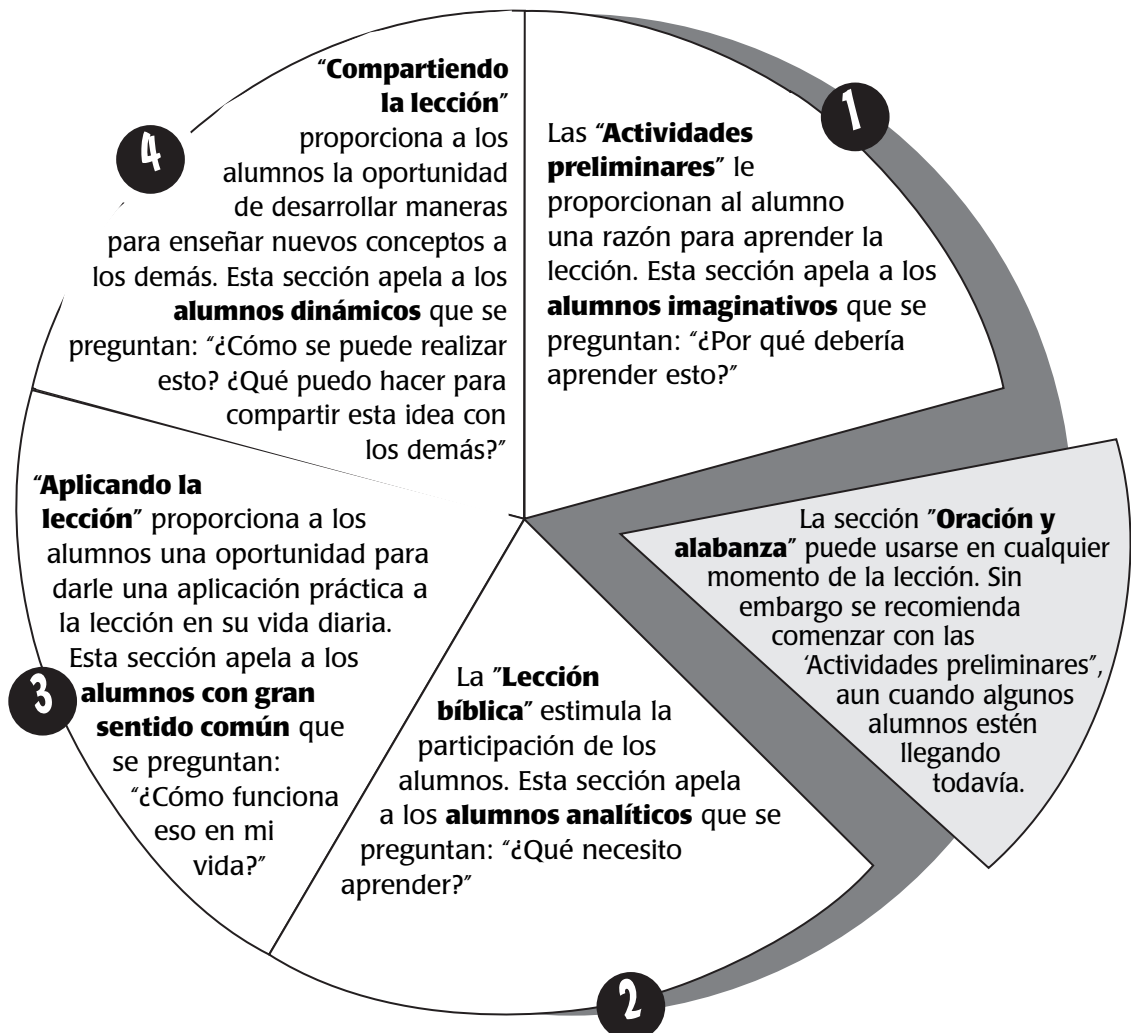 1
Las “Actividades
preliminares” le
proporcionan al alumno
una razón para aprender la
lección. Esta sección apela a los
alumnos imaginativos que se
preguntan: “¿Por qué debería
aprender esto?”
La sección "Oración y
alabanza" puede usarse en cualquier
momento de la lección. Sin
embargo se recomienda
comenzar con las
‘Actividades preliminares”,
aun cuando algunos
alumnos estén
llegando
todavía.
2
La "Lección
bíblica” estimula la
participación de los
alumnos. Esta sección apela
a los alumnos analíticos que se
preguntan: “¿Qué necesito
aprender?”
3
“Aplicando la
lección” proporciona a los
alumnos una oportunidad para
darle una aplicación práctica a
la lección en su vida diaria.
Esta sección apela a los
alumnos con gran
sentido común que
se preguntan:
“¿Cómo funciona
eso en mi
vida?”
4
“Compartiendo
la lección”
proporciona a los
alumnos la oportunidad
de desarrollar maneras
para enseñar nuevos conceptos a
los demás. Esta sección apela a los
alumnos dinámicos que se
preguntan: “¿Cómo se puede realizar
esto? ¿Qué puedo hacer para
compartir esta idea con
los demás?”